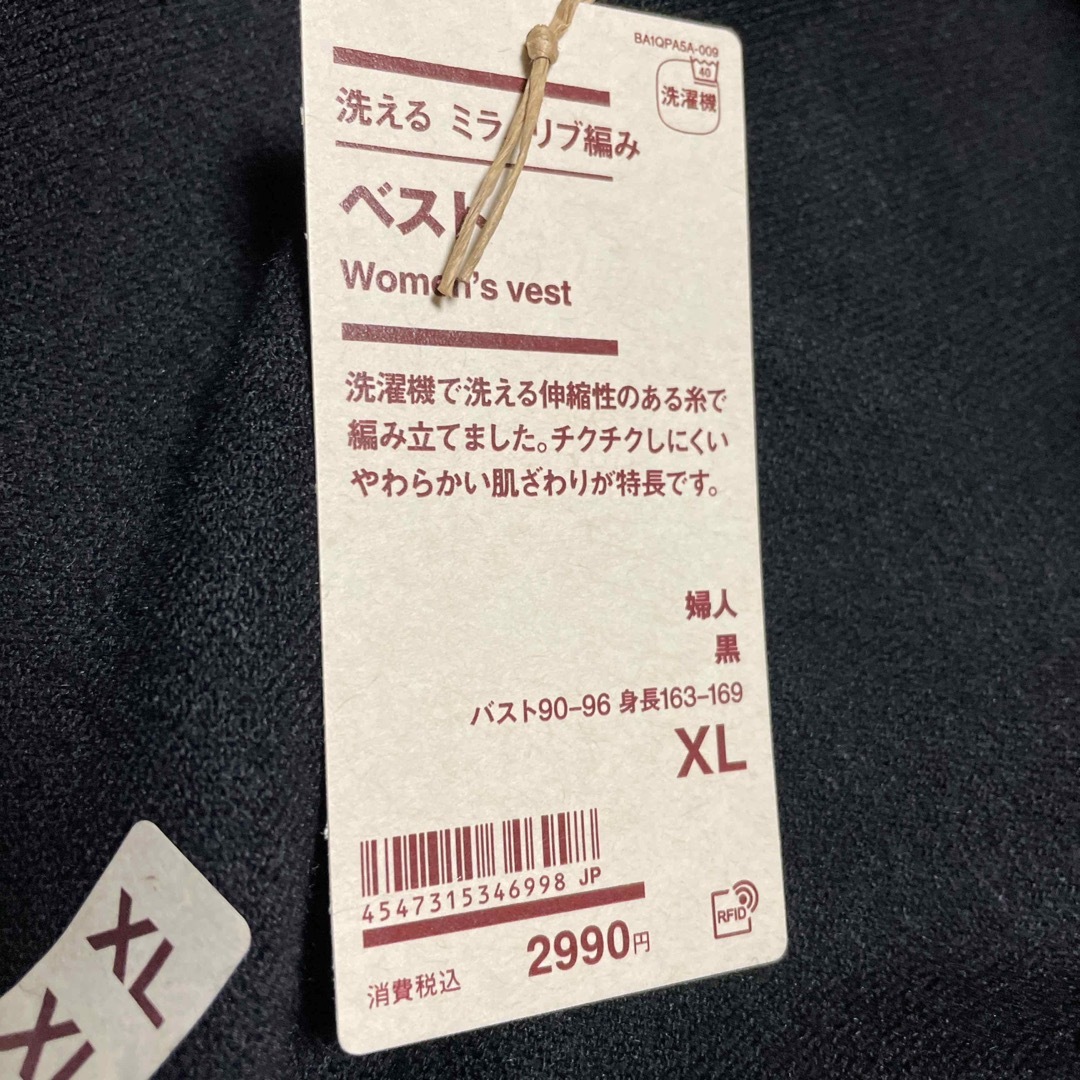 BA1QPA5A-009
40
洗濯機
洗える ミラ リブ編み
ベスト
Women's vest
洗濯機で洗える伸縮性のある糸で
編み立てました。チクチクしにくい
やわらかい肌ざわりが特長です。
婦人
黒
バスト90-96 身長163-169
XL
4547315346998 JP
RFID
2990円
消費税込
XL
XL